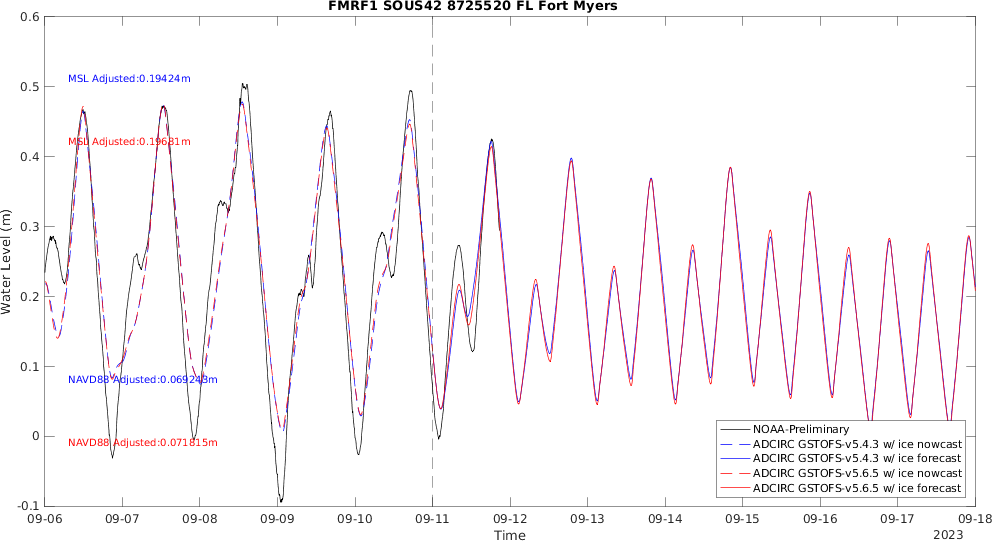 FMRF1 SOUS42 8725520 FL Fort Myers
0.6
0.5
0.4
0.3
0.2
0.1
0
-0.1
Water Level (m)
MSL Adjusted:0.19424m
MSL Adjusted:0.19631m
NAVD88 Adjusted:0.069243m
NAVD88 Adjusted:0.071815m
NOAA-Preliminary
ADCIRC GSTOFS-v5.4.3 w/ ice nowcast
ADCIRC GSTOFS-v5.4.3 w/ ice forecast
ADCIRC GSTOFS-v5.6.5 w/ ice nowcast
ADCIRC GSTOFS-v5.6.5 w/ ice forecast
09-06 09-07 09-08 09-09 09-10 09-11 09-12 09-13 09-14 09-15 09-16 09-17 09-18
Time
2023